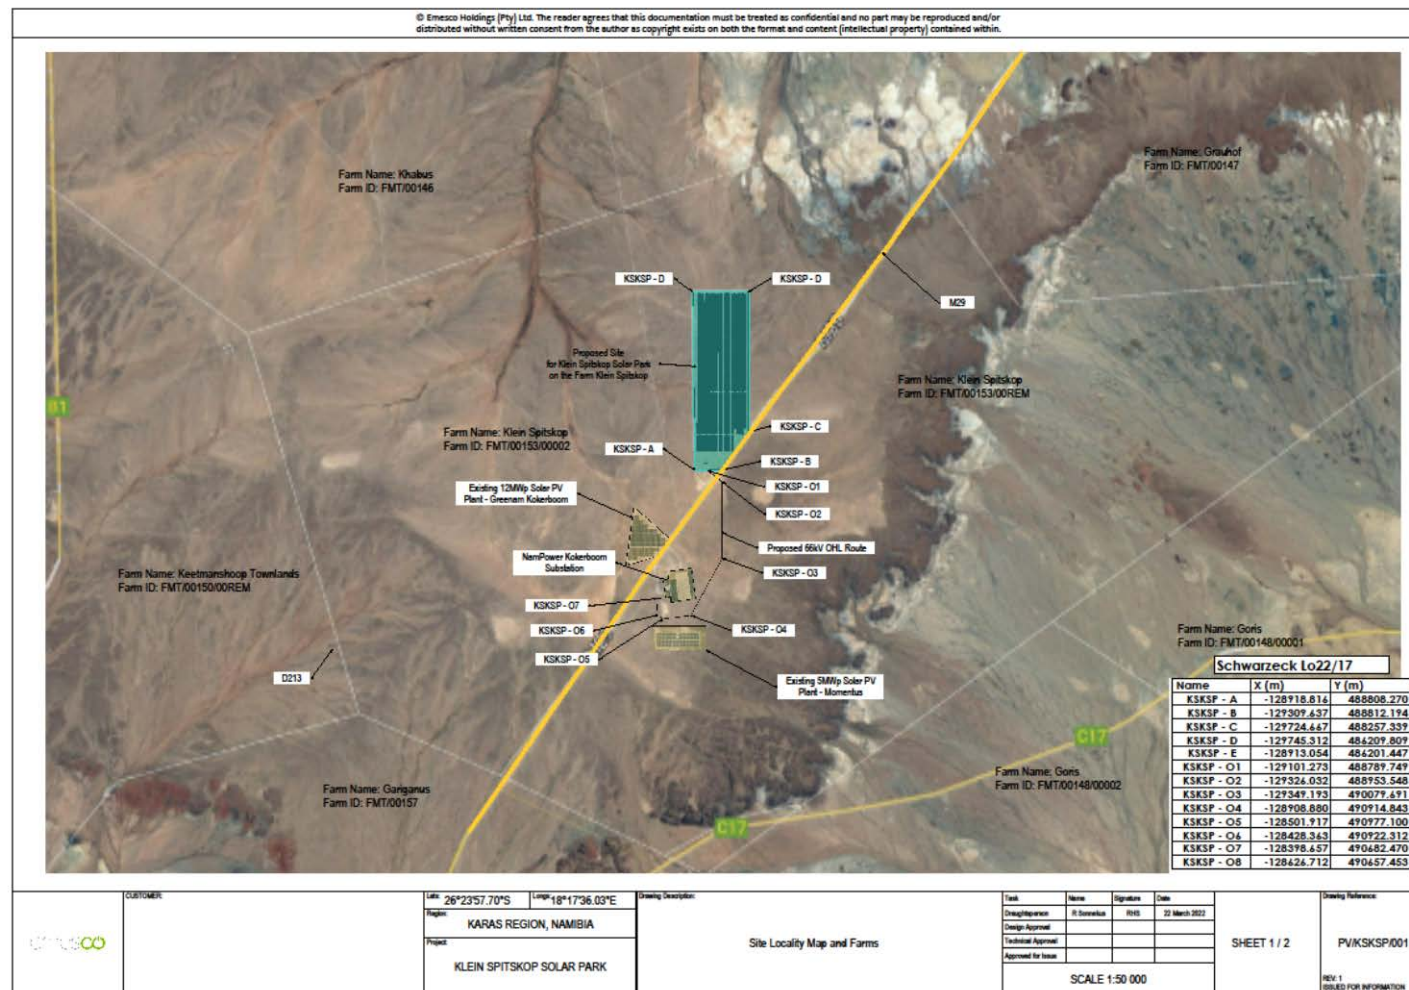 © Emesco Holdings (Pty) Ltd. The reader agrees that this documentation must be treated as confidential and no part may be reproduced and/or
distributed without written consent from the author as copyright exists on both the format and content (intellectual property) contained within.
Farm Name: Khabus
Farm ID: FMT/00146
Farm Name: Grauhof
Farm ID: FMT/00147
KSKSP - D
KSKSP - D
M29
Proposed Site
for Klein Spitskop Solar Park
on the Farm Klein Spitskop
Farm Name: Klein Spitskop
Farm ID: FMT/00153/00REM
B1
Farm Name: Klein Spitskop
Farm ID: FMT/00153/00002
KSKSP - C
KSKSP - A
KSKSP - B
KSKSP - O1
Existing 12MWp Solar PV
Plant - Greenam Kokerboom
KSKSP - O2
Proposed 66kV OHL Route
NamPower Kokerboom
Substation
KSKSP - O3
Farm Name: Keetmanshoop Townlands
Farm ID: FMT/00150/00REM
KSKSP - O7
KSKSP - O6
KSKSP - O4
KSKSP - O5
D213
Existing 5MWp Solar PV
Plant - Momentus
Farm Name: Goris
Farm ID: FMT/00148/00001
Schwarzeck Lo22/17
Name X (m) Y (m)
KSKSP - A -128918.816 488808.270
KSKSP - B -129309.637 488812.194
KSKSP - C -129724.667 488257.339
KSKSP - D -129745.312 486209.809
KSKSP - E -128913.054 486201.447
KSKSP - O1 -129101.273 488789.749
KSKSP - O2 -129326.032 488953.548
KSKSP - O3 -129349.193 490079.691
KSKSP - O4 -128908.880 490914.843
KSKSP - O5 -128501.917 490977.100
KSKSP - O6 -128428.363 490922.312
KSKSP - O7 -128398.657 490682.470
KSKSP - O8 -128626.712 490657.453
C17
Farm Name: Goris
Farm ID: FMT/00148/00002
Farm Name: Gariganus
Farm ID: FMT/00157
C17
emesco
CUSTOMER:
Lats: 26°23'57.70"S Longs: 18°17'36.03"E
Region:
KARAS REGION, NAMIBIA
Project:
KLEIN SPITSKOP SOLAR PARK
Drawing Description:
Site Locality Map and Farms
Task Name Signature Date
Draughtsperson R Sonnekus RHS 22 March 2022
Design Approval
Technical Approval
Approved for Issue
SCALE 1:50 000
SHEET 1 / 2
Drawing Reference:
PV/KSKSP/001
REV: 1
ISSUED FOR INFORMATION